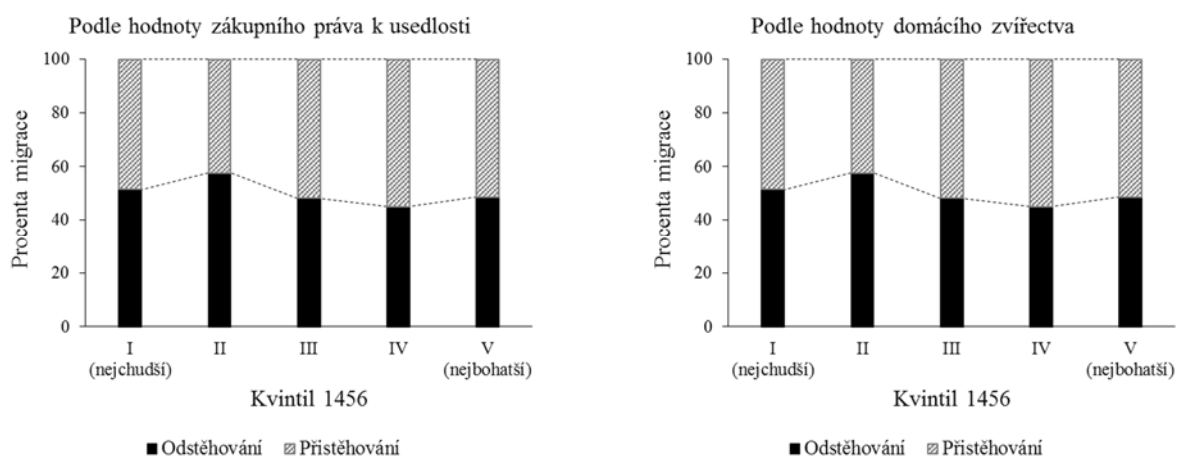 Podle hodnoty zákupního práva k usedlosti
Procenta migrace
100
80
60
40
20
0
I
(nejchudší)
II
III
IV
V
(nejbohatší)
Kvintil 1456
Odstěhování
Přistěhování
Podle hodnoty domácího zvířectva
Procenta migrace
100
80
60
40
20
0
I
(nejchudší)
II
III
IV
V
(nejbohatší)
Kvintil 1456
Odstěhování
Přistěhování